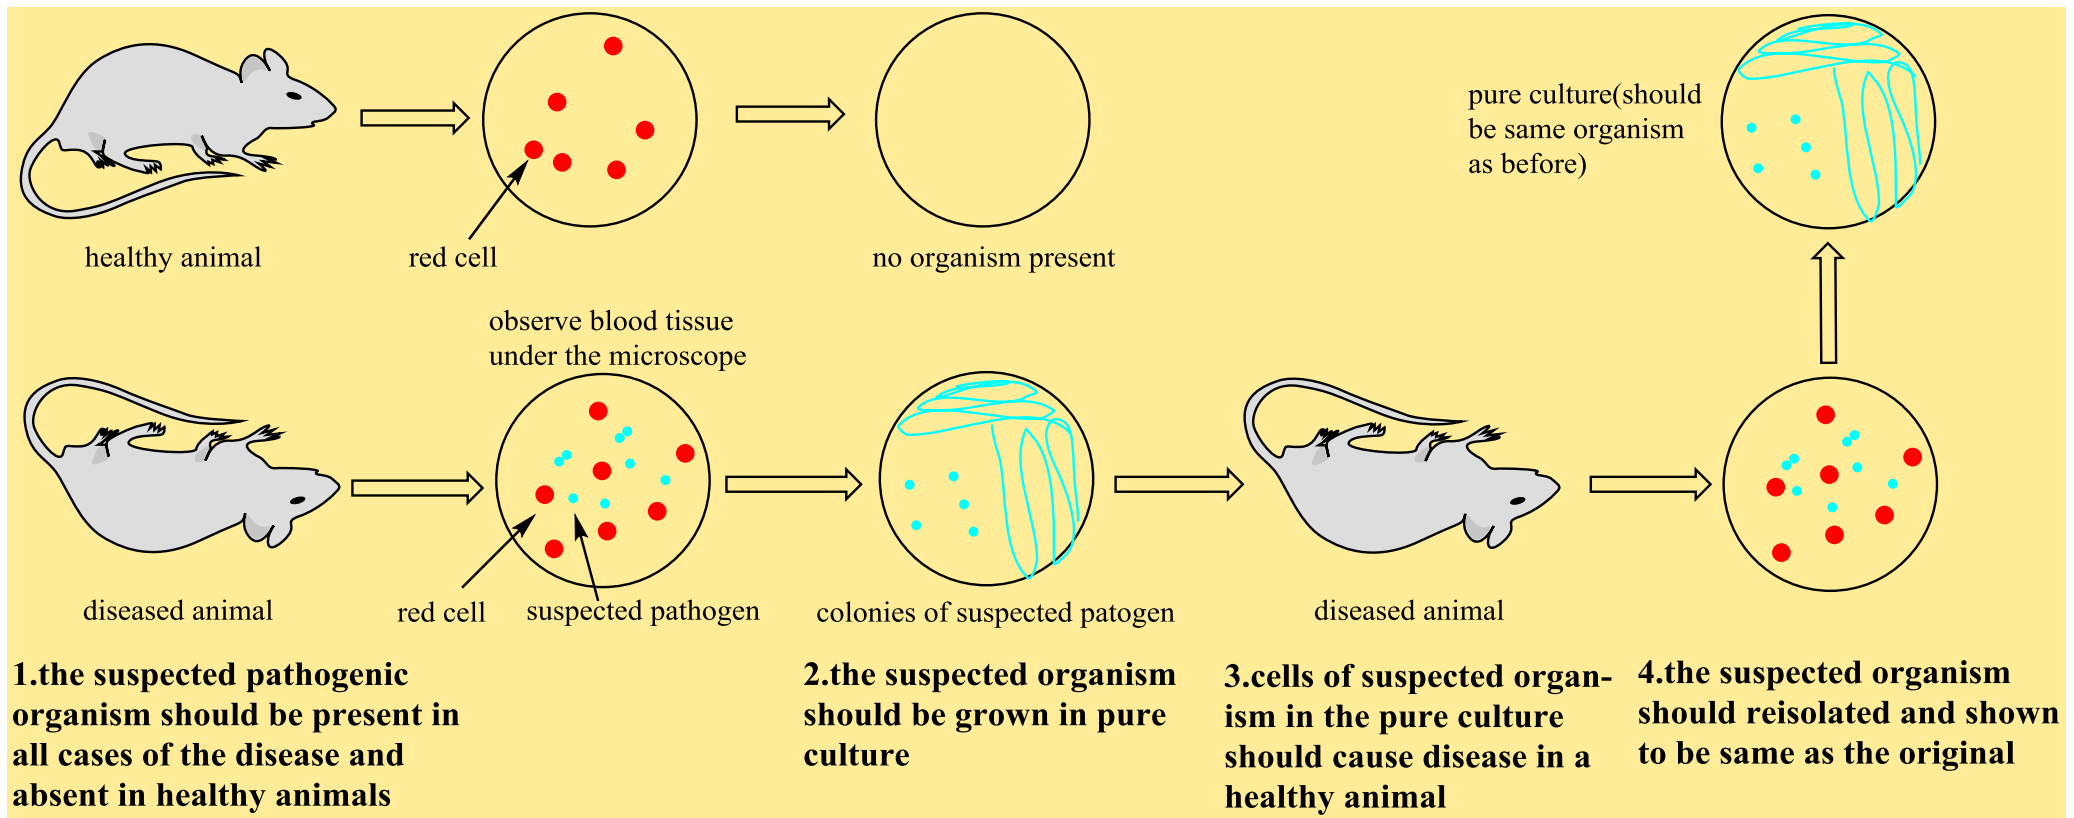 healthy animal
red cell
no organism present
pure culture(should
be same organism
as before)
observe blood tissue
under the microscope
diseased animal
red cell
suspected pathogen
colonies of suspected patogen
diseased animal
1.the suspected pathogenic
organism should be present in
all cases of the disease and
absent in healthy animals
2.the suspected organism
should be grown in pure
culture
3.cells of suspected organ-
ism in the pure culture
should cause disease in a
healthy animal
4.the suspected organism
should reisolated and shown
to be same as the original